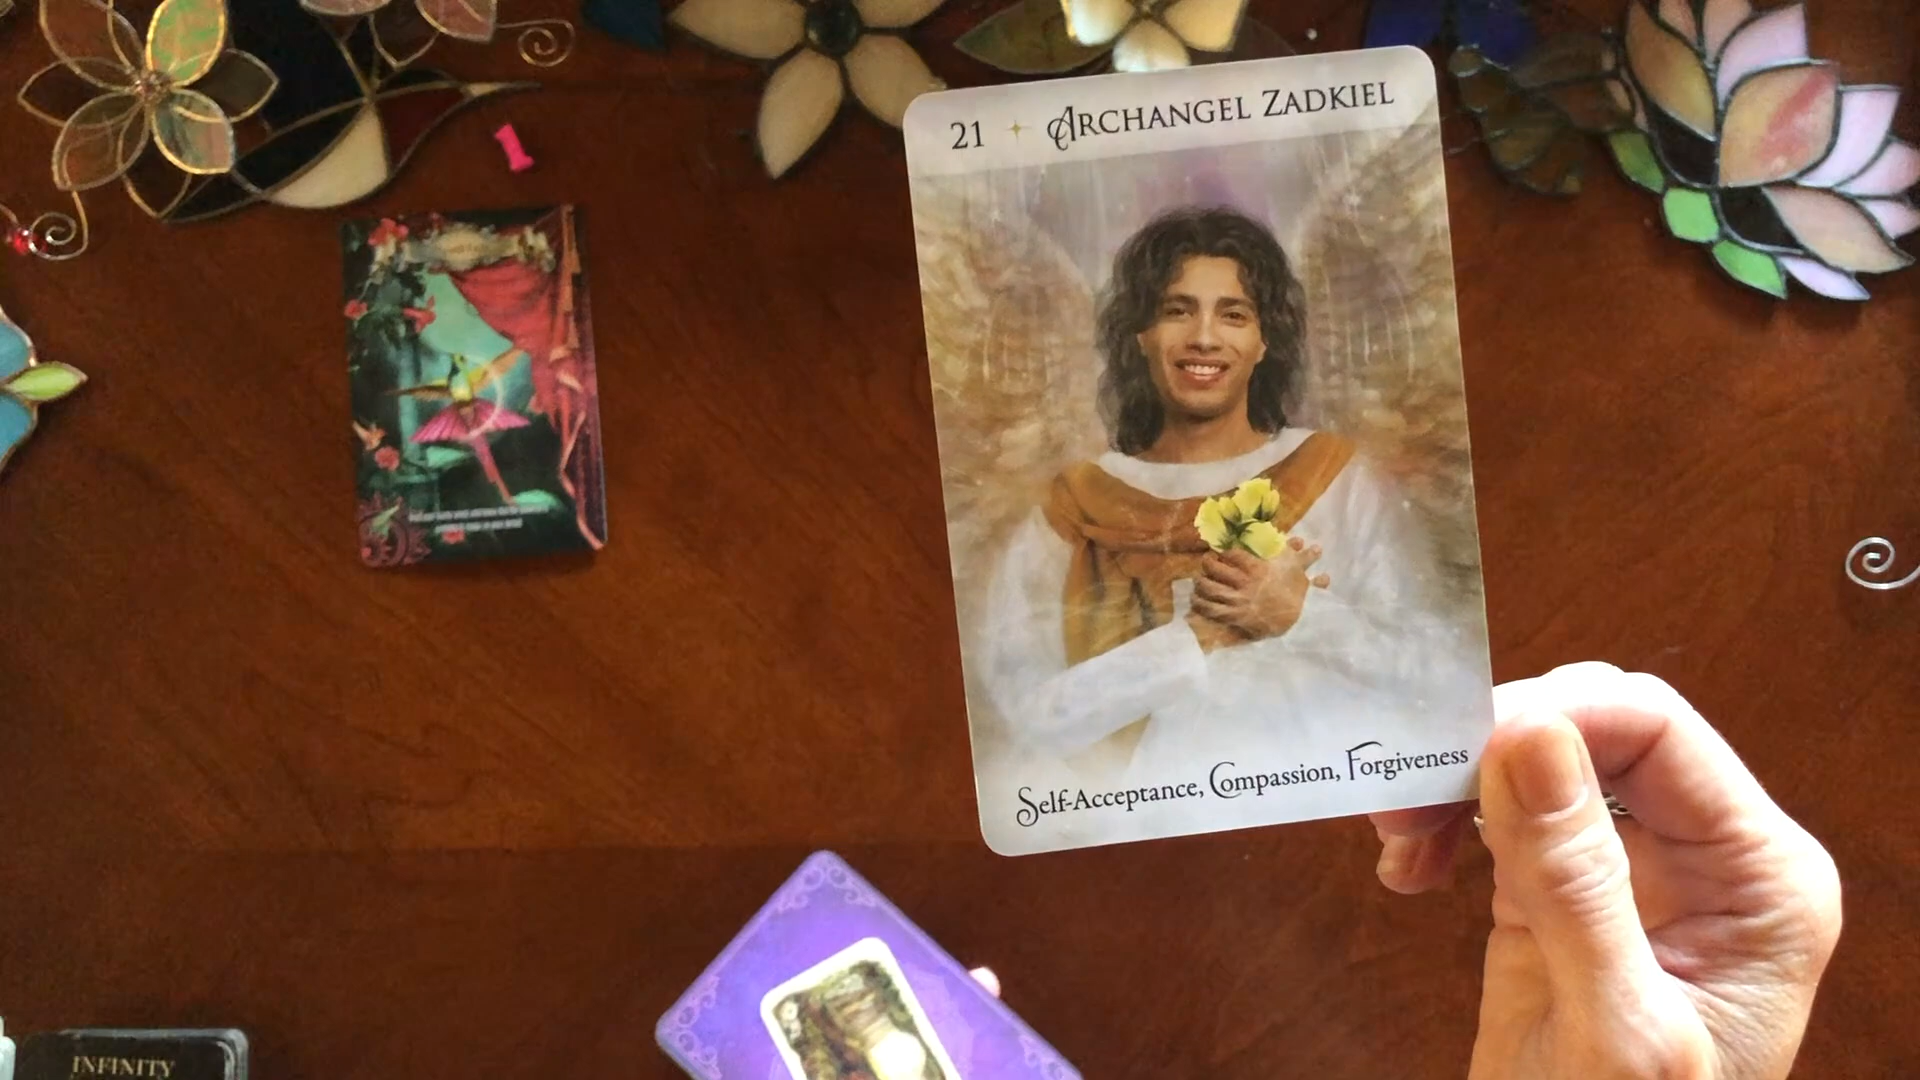 21 ✦ ARCHANGEL ZADKIEL
Self-Acceptance, Compassion, Forgiveness
1
INFINITY